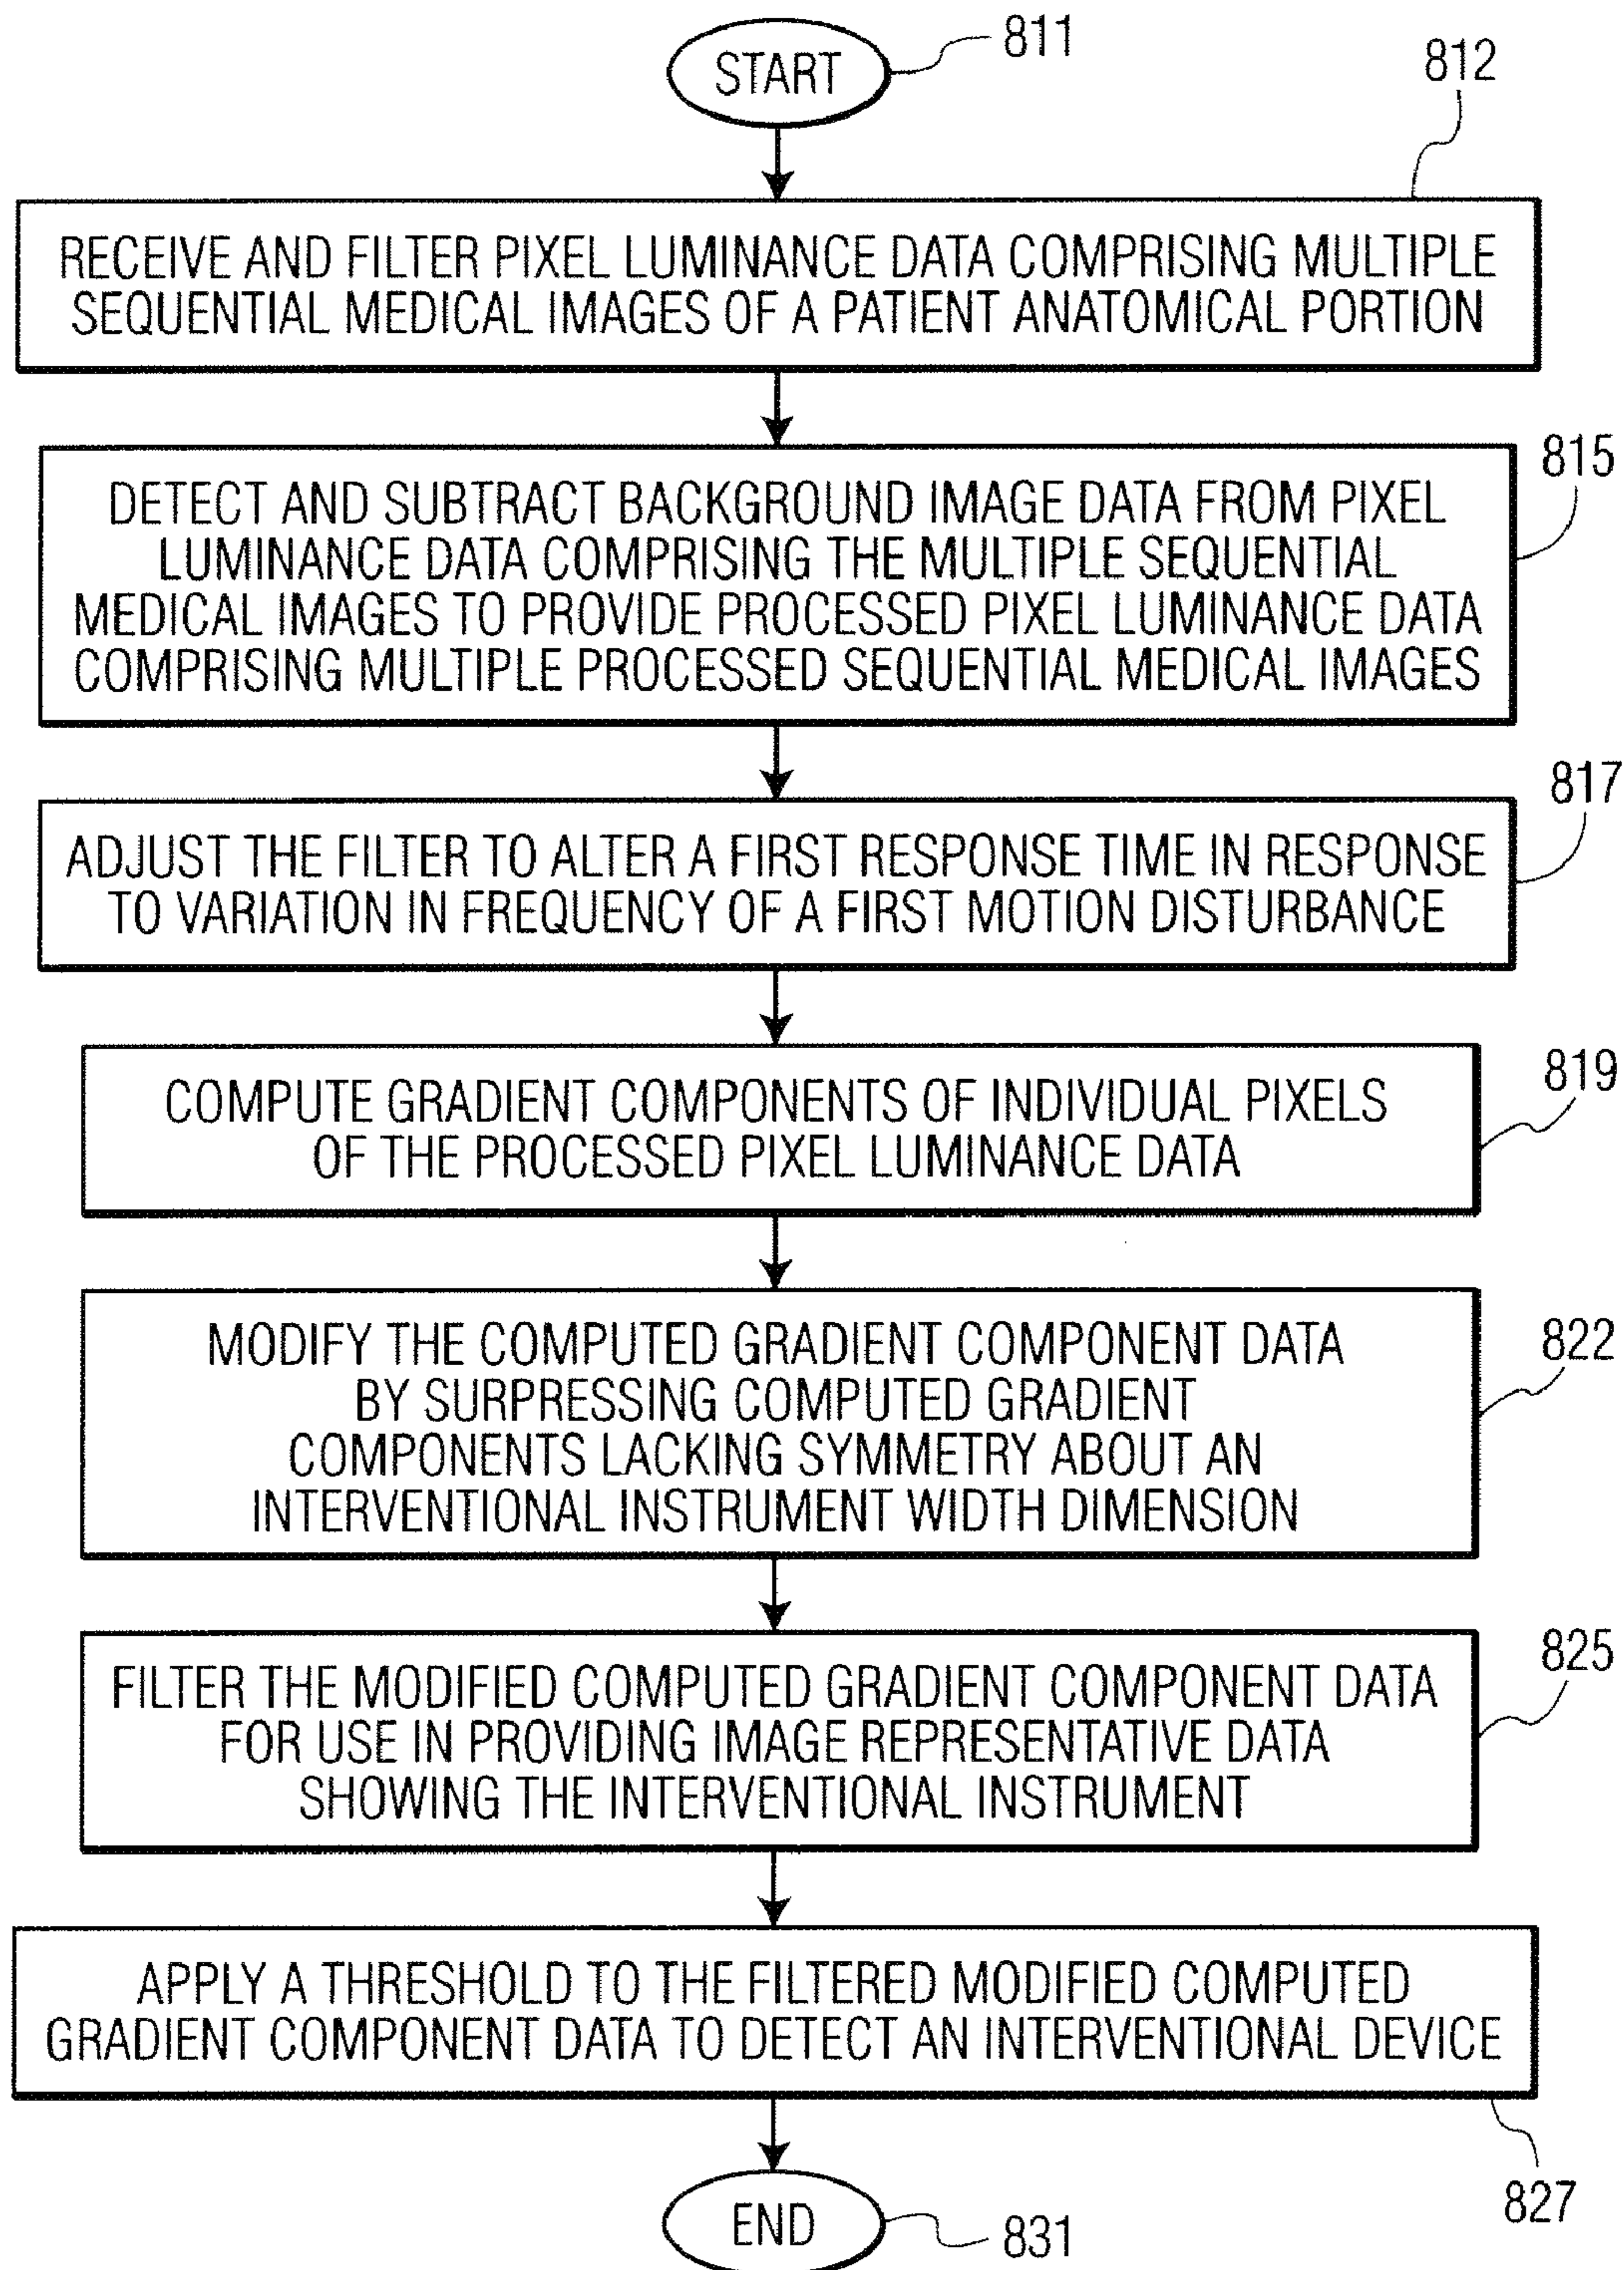 START
811
812
RECEIVE AND FILTER PIXEL LUMINANCE DATA COMPRISING MULTIPLE
SEQUENTIAL MEDICAL IMAGES OF A PATIENT ANATOMICAL PORTION
815
DETECT AND SUBTRACT BACKGROUND IMAGE DATA FROM PIXEL
LUMINANCE DATA COMPRISING THE MULTIPLE SEQUENTIAL
MEDICAL IMAGES TO PROVIDE PROCESSED PIXEL LUMINANCE DATA
COMPRISING MULTIPLE PROCESSED SEQUENTIAL MEDICAL IMAGES
817
ADJUST THE FILTER TO ALTER A FIRST RESPONSE TIME IN RESPONSE
TO VARIATION IN FREQUENCY OF A FIRST MOTION DISTURBANCE
819
COMPUTE GRADIENT COMPONENTS OF INDIVIDUAL PIXELS
OF THE PROCESSED PIXEL LUMINANCE DATA
822
MODIFY THE COMPUTED GRADIENT COMPONENT DATA
BY SURPRESSING COMPUTED GRADIENT
COMPONENTS LACKING SYMMETRY ABOUT AN
INTERVENTIONAL INSTRUMENT WIDTH DIMENSION
825
FILTER THE MODIFIED COMPUTED GRADIENT COMPONENT DATA
FOR USE IN PROVIDING IMAGE REPRESENTATIVE DATA
SHOWING THE INTERVENTIONAL INSTRUMENT
APPLY A THRESHOLD TO THE FILTERED MODIFIED COMPUTED
GRADIENT COMPONENT DATA TO DETECT AN INTERVENTIONAL DEVICE
827
END
831